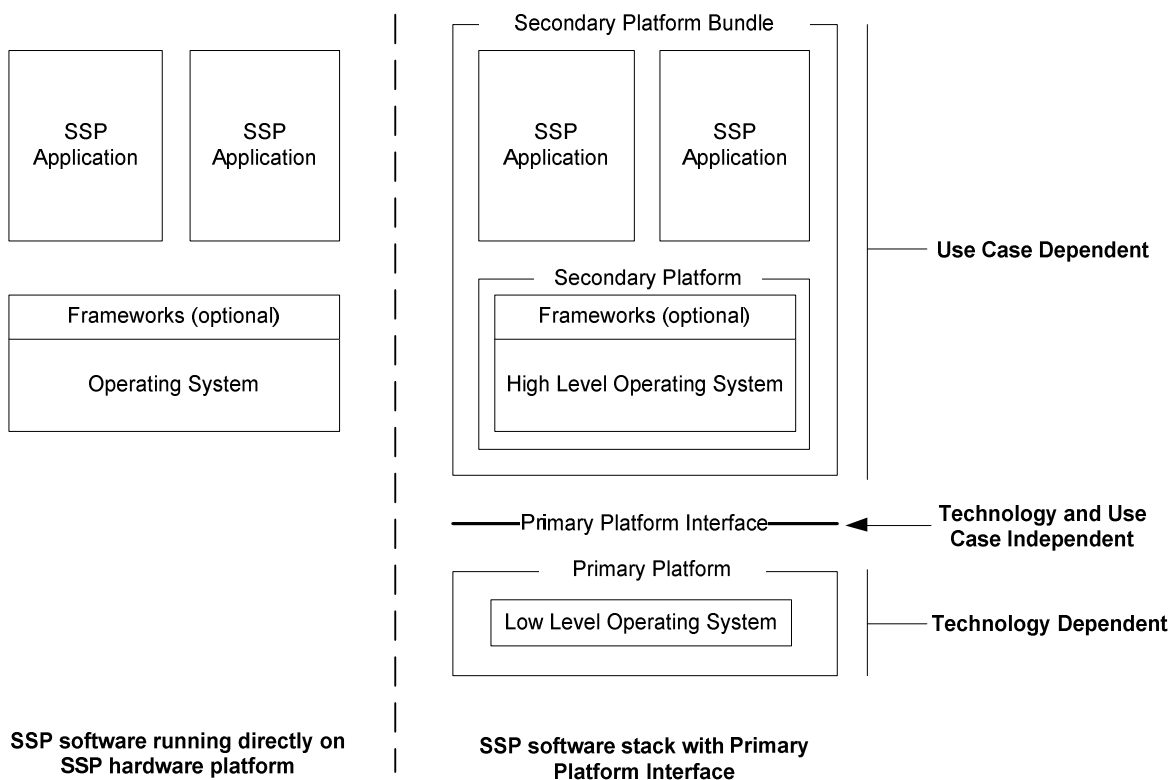 SSP
Application
SSP
Application
Frameworks (optional)
Operating System
SSP software running directly on
SSP hardware platform
Secondary Platform Bundle
SSP
Application
SSP
Application
Secondary Platform
Frameworks (optional)
High Level Operating System
Primary Platform Interface
Primary Platform
Low Level Operating System
SSP software stack with Primary
Platform Interface
Use Case Dependent
Technology and Use
Case Independent
Technology Dependent